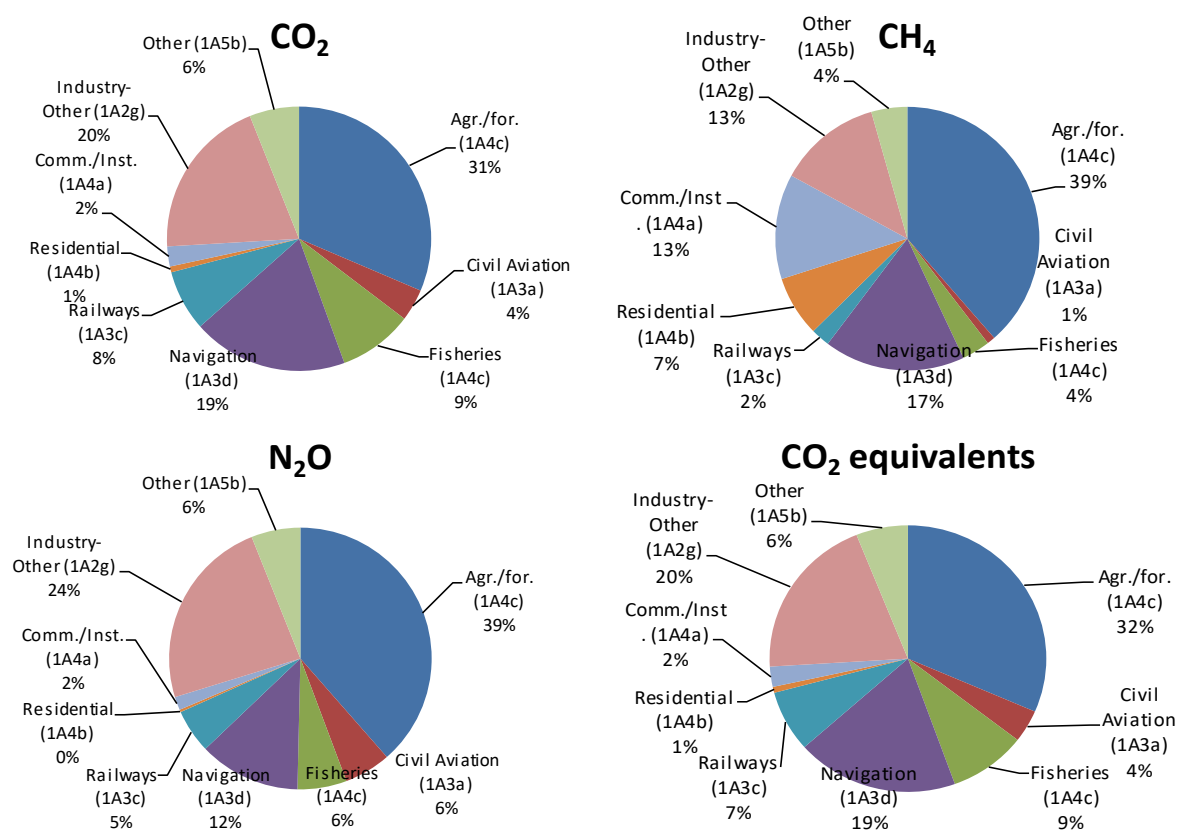 CO₂
Other (1A5b)
6%
Industry-
Other (1A2g)
20%
Comm./Inst.
(1A4a)
2%
Residential
(1A4b)
1%
Railways
(1A3c)
8%
Navigation
(1A3d)
19%
Agr./for.
(1A4c)
31%
Civil Aviation
(1A3a)
4%
Fisheries
(1A4c)
9%
CH₄
Other
(1A5b)
4%
Industry-
Other
(1A2g)
13%
Comm./Inst
. (1A4a)
13%
Residential
(1A4b)
7%
Railways
(1A3c)
2%
Navigation
(1A3d)
17%
Agr./for.
(1A4c)
39%
Civil
Aviation
(1A3a)
1%
Fisheries
(1A4c)
4%
N₂O
Other (1A5b)
6%
Industry-
Other (1A2g)
24%
Comm./Inst.
(1A4a)
2%
Residential
(1A4b)
0%
Railways
(1A3c)
5%
Navigation
(1A3d)
12%
Fisheries
(1A4c)
6%
Agr./for.
(1A4c)
39%
Civil Aviation
(1A3a)
6%
CO₂ equivalents
Other
(1A5b)
6%
Industry-
Other
(1A2g)
20%
Comm./Inst
. (1A4a)
2%
Residential
(1A4b)
1%
Railways
(1A3c)
7%
Navigation
(1A3d)
19%
Agr./for.
(1A4c)
32%
Civil
Aviation
(1A3a)
4%
Fisheries
(1A4c)
9%